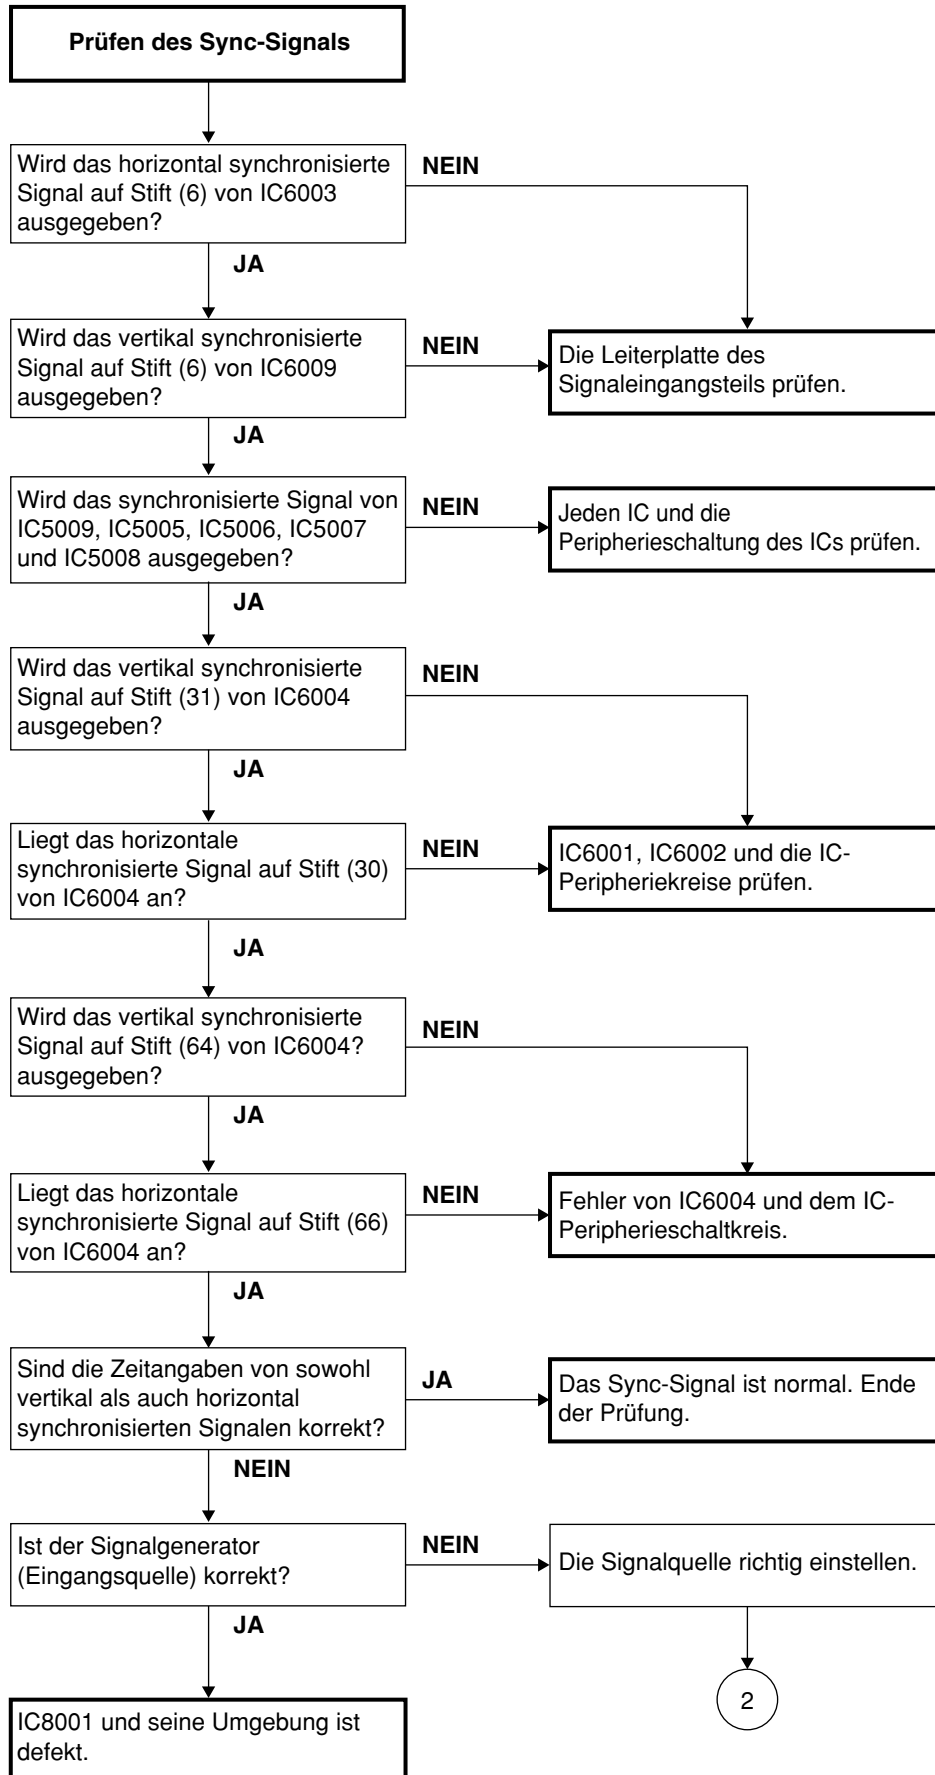 Prüfen des Sync-Signals
Wird das horizontal synchronisierte
Signal auf Stift (6) von IC6003
ausgegeben?
NEIN
JA
Wird das vertikal synchronisierte
Signal auf Stift (6) von IC6009
ausgegeben?
NEIN
Die Leiterplatte des
Signaleingangsteils prüfen.
JA
Wird das synchronisierte Signal von
IC5009, IC5005, IC5006, IC5007
und IC5008 ausgegeben?
NEIN
Jeden IC und die
Peripherieschaltung des ICs prüfen.
JA
Wird das vertikal synchronisierte
Signal auf Stift (31) von IC6004
ausgegeben?
NEIN
JA
Liegt das horizontale
synchronisierte Signal auf Stift (30)
von IC6004 an?
NEIN
IC6001, IC6002 und die IC-
Peripheriekreise prüfen.
JA
Wird das vertikal synchronisierte
Signal auf Stift (64) von IC6004?
ausgegeben?
NEIN
JA
Liegt das horizontale
synchronisierte Signal auf Stift (66)
von IC6004 an?
NEIN
Fehler von IC6004 und dem IC-
Peripherieschaltkreis.
JA
Sind die Zeitangaben von sowohl
vertikal als auch horizontal
synchronisierten Signalen korrekt?
JA
Das Sync-Signal ist normal. Ende
der Prüfung.
NEIN
Ist der Signalgenerator
(Eingangsquelle) korrekt?
NEIN
Die Signalquelle richtig einstellen.
JA
2
IC8001 und seine Umgebung ist
defekt.